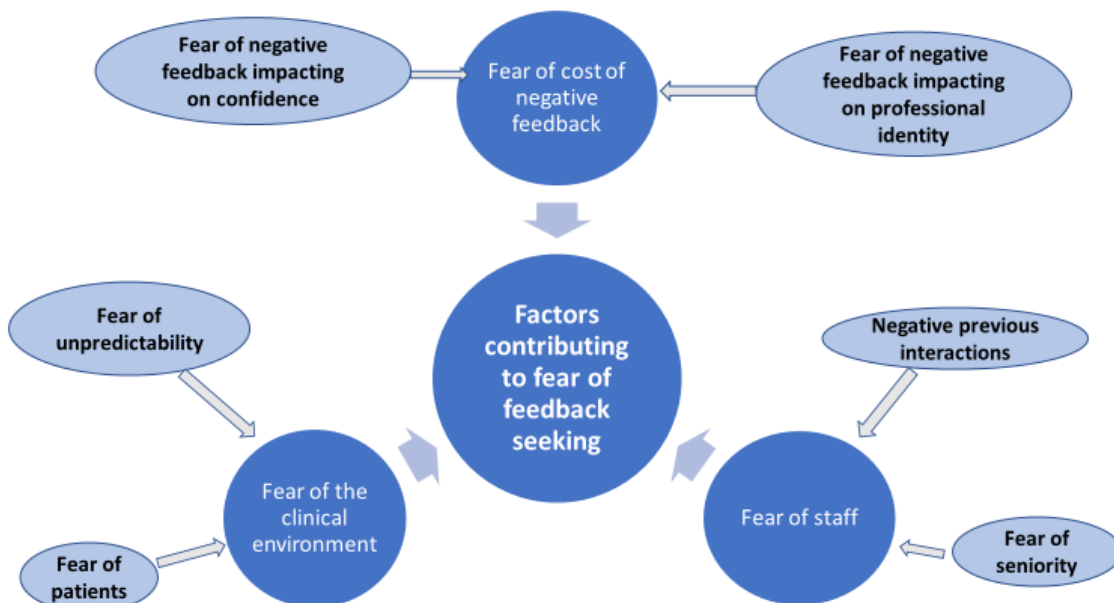 Fear of negative
feedback impacting
on confidence
Fear of cost of
negative
feedback
Fear of negative
feedback impacting
on professional
identity
Factors
contributing
to fear of
feedback
seeking
Fear of
unpredictability
Negative previous
interactions
Fear of the
clinical
environment
Fear of staff
Fear of
patients
Fear of
seniority